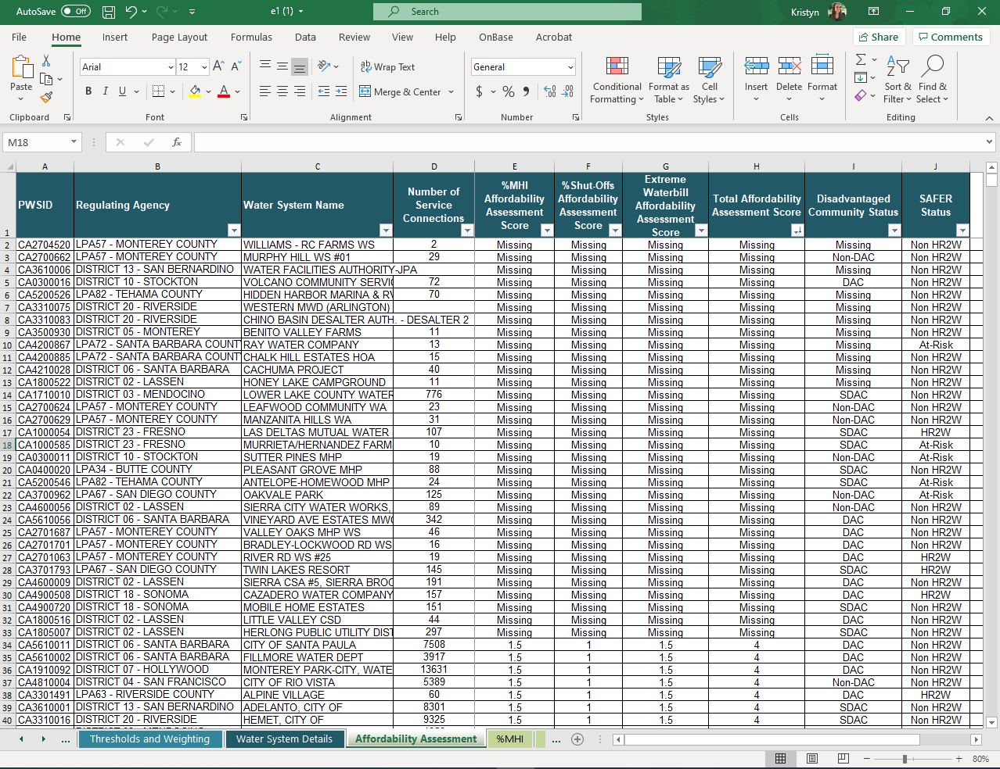 AutoSave Off e1 (1) Search Kristyn
File Home Insert Page Layout Formulas Data Review View Help OnBase Acrobat Share Comments
Paste Arial 12 Wrap Text General Conditional Formatting Format as Table Cell Styles Insert Delete Format Sort & Filter Find & Select
B I U Merge & Center $ % 9 .00
Clipboard Font Alignment Number Styles Cells Editing
M18 fx
A B C D E F G H I J
1 PWSID Regulating Agency Water System Name Number of Service Connections %MHI Affordability Assessment Score %Shut-Offs Affordability Assessment Score Extreme Waterbill Affordability Assessment Score Total Affordability Assessment Score Disadvantaged Community Status SAFER Status
2 CA2704520 LPA57 - MONTEREY COUNTY WILLIAMS - RC FARMS WS 2 Missing Missing Missing Missing Missing Non HR2W
3 CA2700662 LPA57 - MONTEREY COUNTY MURPHY HILL WS #01 29 Missing Missing Missing Missing Non-DAC Non HR2W
4 CA3610006 DISTRICT 13 - SAN BERNARDINO WATER FACILITIES AUTHORITY-JPA Missing Missing Missing Missing Missing Non HR2W
5 CA0300016 DISTRICT 10 - STOCKTON VOLCANO COMMUNITY SERVI 72 Missing Missing Missing Missing DAC Non HR2W
6 CA5200526 LPA82 - TEHAMA COUNTY HIDDEN HARBOR MARINA & RV 70 Missing Missing Missing Missing Missing Non HR2W
7 CA3310075 DISTRICT 20 - RIVERSIDE WESTERN MWD (ARLINGTON) Missing Missing Missing Missing Missing Non HR2W
8 CA3310083 DISTRICT 20 - RIVERSIDE CHINO BASIN DESALTER AUTH. - DESALTER 2 Missing Missing Missing Missing Missing Non HR2W
9 CA3500930 DISTRICT 05 - MONTEREY BENITO VALLEY FARMS 11 Missing Missing Missing Missing Missing Non HR2W
10 CA4200867 LPA72 - SANTA BARBARA COUNT RAY WATER COMPANY 13 Missing Missing Missing Missing Missing At-Risk
11 CA4200885 LPA72 - SANTA BARBARA COUNT CHALK HILL ESTATES HOA 15 Missing Missing Missing Missing Missing Non HR2W
12 CA4210028 DISTRICT 06 - SANTA BARBARA CACHUMA PROJECT 40 Missing Missing Missing Missing Missing Non HR2W
13 CA1800522 DISTRICT 02 - LASSEN HONEY LAKE CAMPGROUND 11 Missing Missing Missing Missing Missing Non HR2W
14 CA1710010 DISTRICT 03 - MENDOCINO LOWER LAKE COUNTY WATER 776 Missing Missing Missing Missing SDAC Non HR2W
15 CA2700624 LPA57 - MONTEREY COUNTY LEAFWOOD COMMUNITY WA 23 Missing Missing Missing Missing Non-DAC Non HR2W
16 CA2700629 LPA57 - MONTEREY COUNTY MANZANITA HILLS WA 31 Missing Missing Missing Missing Non-DAC Non HR2W
17 CA1000054 DISTRICT 23 - FRESNO LAS DELTAS MUTUAL WATER 107 Missing Missing Missing Missing SDAC HR2W
18 CA1000585 DISTRICT 23 - FRESNO MURRIETA/HERNANDEZ FARM 10 Missing Missing Missing Missing SDAC At-Risk
19 CA0300011 DISTRICT 10 - STOCKTON SUTTER PINES MHP 19 Missing Missing Missing Missing Non-DAC At-Risk
20 CA0400020 LPA34 - BUTTE COUNTY PLEASANT GROVE MHP 88 Missing Missing Missing Missing SDAC Non HR2W
21 CA5200546 LPA82 - TEHAMA COUNTY ANTELOPE-HOMEWOOD MHP 24 Missing Missing Missing Missing SDAC At-Risk
22 CA3700962 LPA67 - SAN DIEGO COUNTY OAKVALE PARK 125 Missing Missing Missing Missing Non-DAC At-Risk
23 CA4600056 DISTRICT 02 - LASSEN SIERRA CITY WATER WORKS, 89 Missing Missing Missing Missing Non-DAC Non HR2W
24 CA5610056 DISTRICT 06 - SANTA BARBARA VINEYARD AVE ESTATES MWC 342 Missing Missing Missing Missing DAC Non HR2W
25 CA2701687 LPA57 - MONTEREY COUNTY VALLEY OAKS MHP WS 46 Missing Missing Missing Missing DAC Non HR2W
26 CA2701701 LPA57 - MONTEREY COUNTY BRADLEY-LOCKWOOD RD WS 16 Missing Missing Missing Missing DAC Non HR2W
27 CA2701063 LPA57 - MONTEREY COUNTY RIVER RD WS #25 19 Missing Missing Missing Missing DAC HR2W
28 CA3701793 LPA67 - SAN DIEGO COUNTY TWIN LAKES RESORT 145 Missing Missing Missing Missing SDAC HR2W
29 CA4600009 DISTRICT 02 - LASSEN SIERRA CSA #5, SIERRA BROO 191 Missing Missing Missing Missing DAC Non HR2W
30 CA4900508 DISTRICT 18 - SONOMA CAZADERO WATER COMPANY 157 Missing Missing Missing Missing DAC HR2W
31 CA4900720 DISTRICT 18 - SONOMA MOBILE HOME ESTATES 151 Missing Missing Missing Missing SDAC Non HR2W
32 CA1800516 DISTRICT 02 - LASSEN LITTLE VALLEY CSD 44 Missing Missing Missing Missing DAC Non HR2W
33 CA1805007 DISTRICT 02 - LASSEN HERLONG PUBLIC UTILITY DIST 297 Missing Missing Missing Missing SDAC Non HR2W
34 CA5610011 DISTRICT 06 - SANTA BARBARA CITY OF SANTA PAULA 7508 1.5 1 1.5 4 DAC Non HR2W
35 CA5610002 DISTRICT 06 - SANTA BARBARA FILLMORE WATER DEPT 3917 1.5 1 1.5 4 DAC Non HR2W
36 CA1910092 DISTRICT 07 - HOLLYWOOD MONTEREY PARK-CITY, WATE 13631 1.5 1 1.5 4 DAC Non HR2W
37 CA4810004 DISTRICT 04 - SAN FRANCISCO CITY OF RIO VISTA 5389 1.5 1 1.5 4 Non-DAC Non HR2W
38 CA3301491 LPA63 - RIVERSIDE COUNTY ALPINE VILLAGE 60 1.5 1 1.5 4 DAC HR2W
39 CA3610001 DISTRICT 13 - SAN BERNARDINO ADELANTO, CITY OF 8301 1.5 1 1.5 4 SDAC Non HR2W
40 CA3310016 DISTRICT 20 - RIVERSIDE HEMET, CITY OF 9325 1.5 1 1.5 4 SDAC Non HR2W
... Thresholds and Weighting Water System Details Affordability Assessment %MHI ...
80%